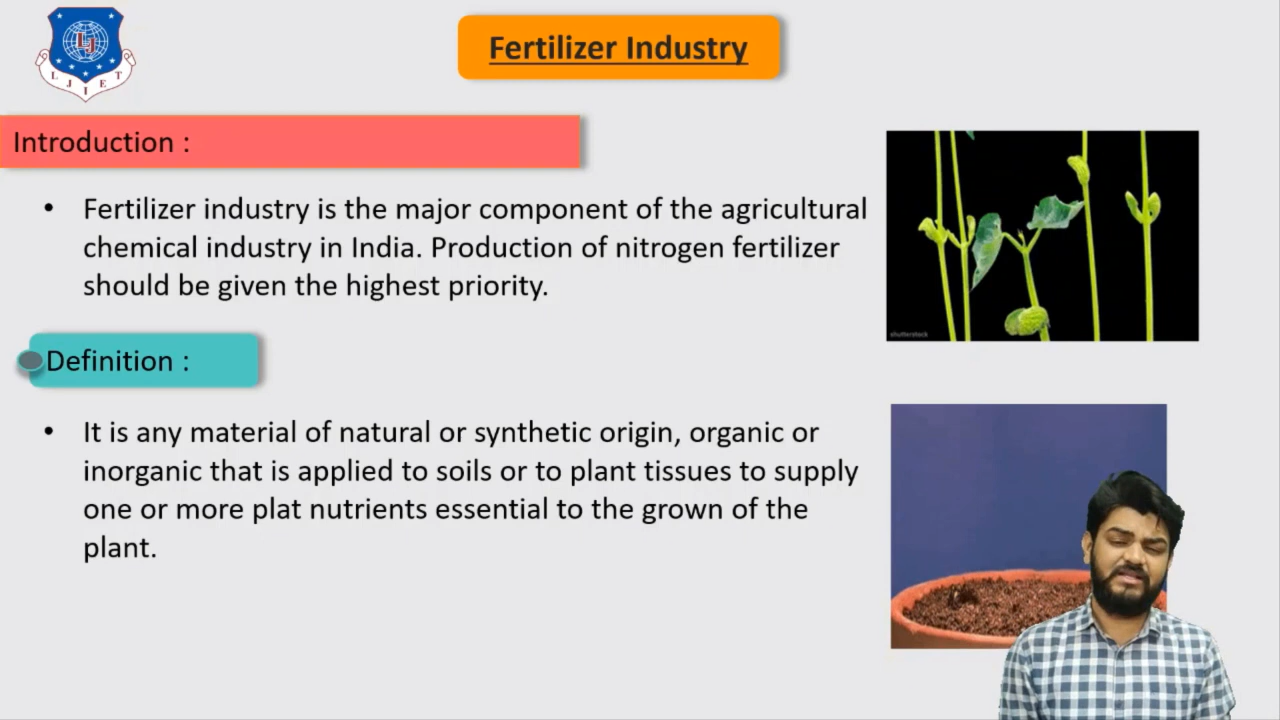 LJ
L J I E T
Fertilizer Industry
Introduction :
• Fertilizer industry is the major component of the agricultural
chemical industry in India. Production of nitrogen fertilizer
should be given the highest priority.
shutterstock
Definition :
• It is any material of natural or synthetic origin, organic or
inorganic that is applied to soils or to plant tissues to supply
one or more plat nutrients essential to the grown of the
plant.